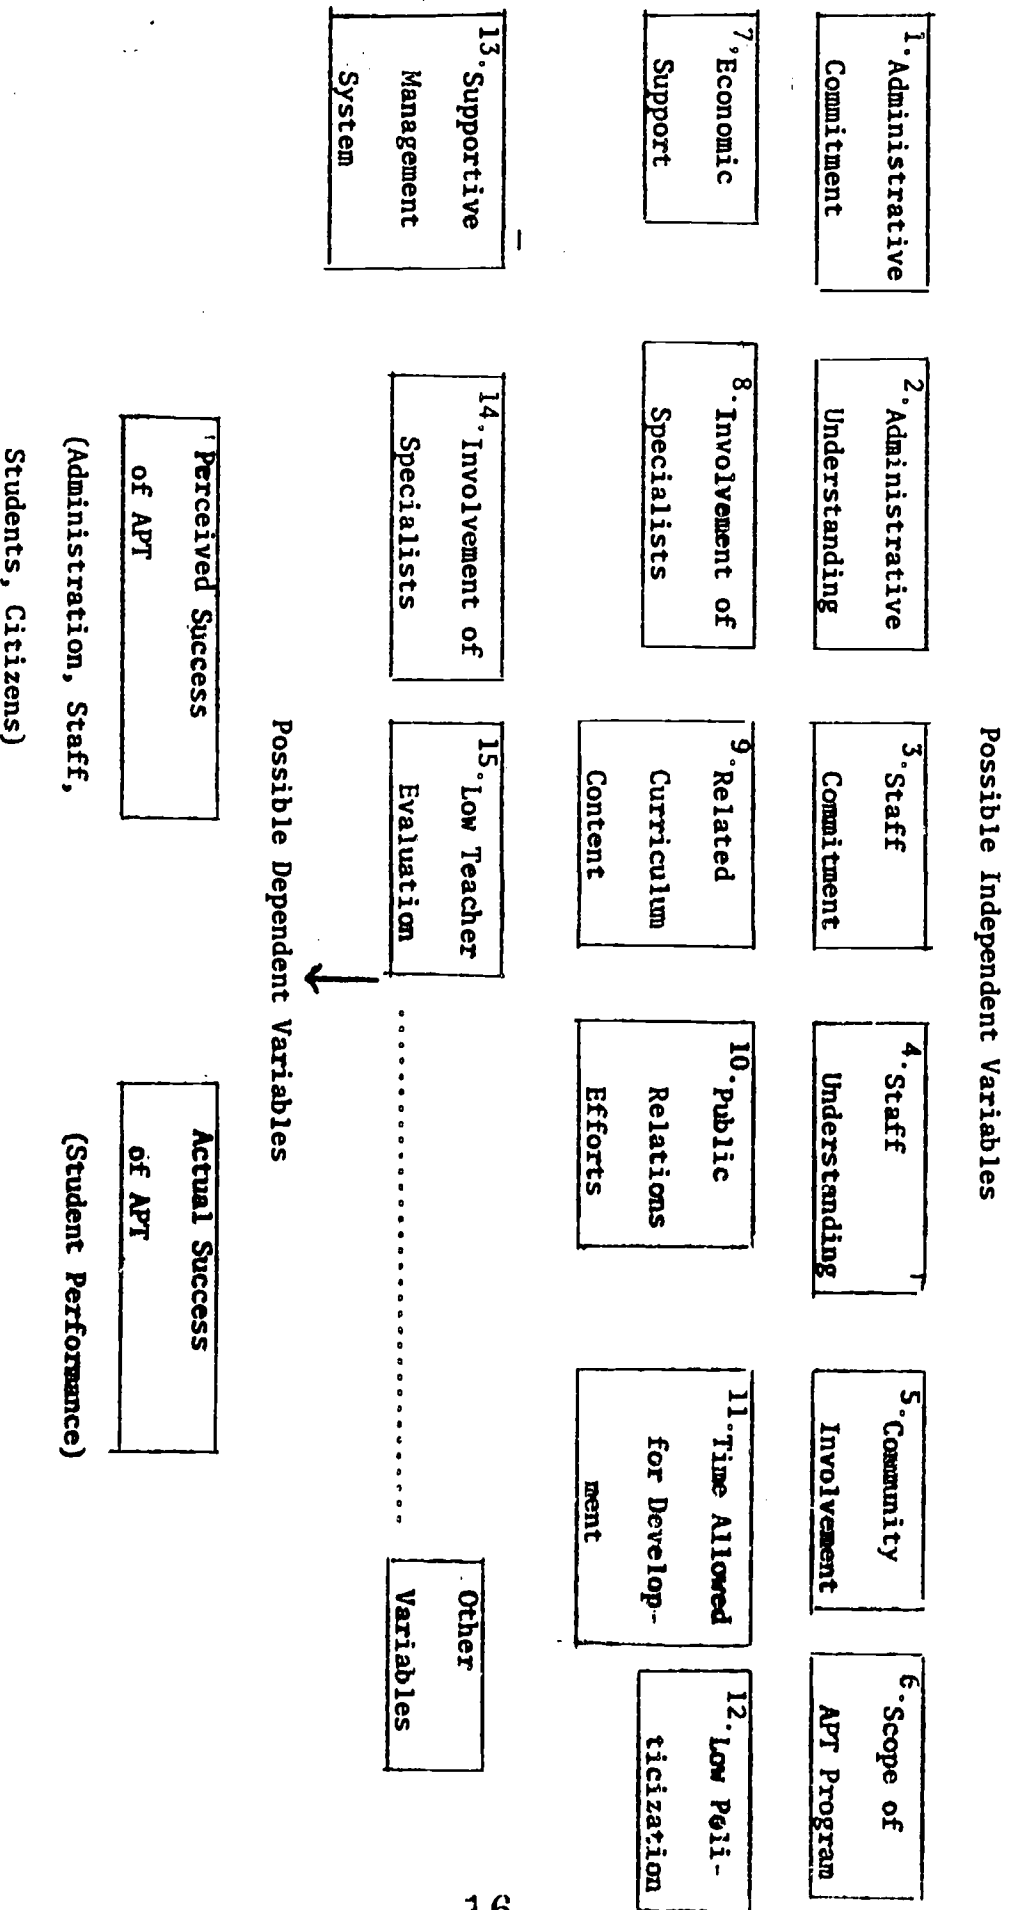 Possible Independent Variables
1. Administrative
Commitment
2. Administrative
Understanding
3. Staff
Commitment
4. Staff
Understanding
5. Community
Involvement
6. Scope of
APT Program
7. Economic
Support
8. Involvement of
Specialists
9. Related
Curriculum
Content
10. Public
Relations
Efforts
11. Time Allowed
for Develop-
ment
12. Low Poli-
ticization
13. Supportive
Management
System
14. Involvement of
Specialists
15. Low Teacher
Evaluation
Other
Variables
Possible Dependent Variables
Perceived Success
of APT
(Administration, Staff,
Students, Citizens)
Actual Success
of APT
(Student Performance)